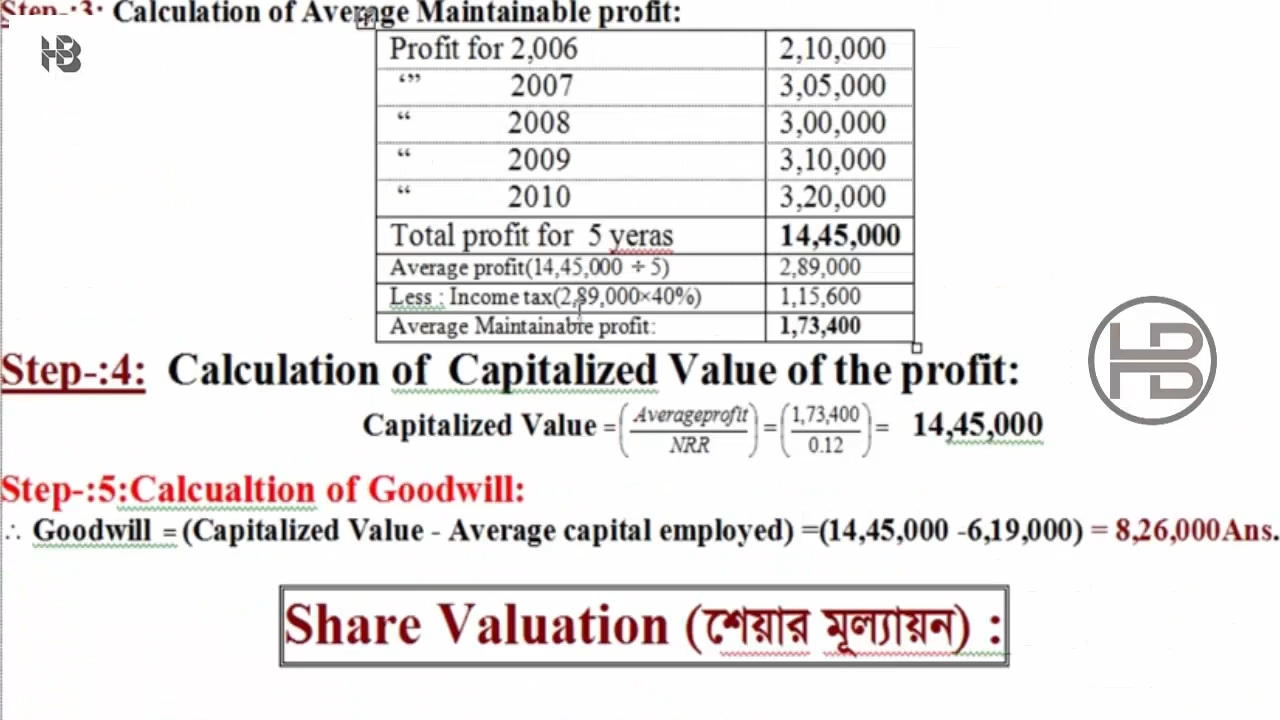 Step-:3: Calculation of Average Maintainable profit:
HB
Profit for 2,006 2,10,000
“” 2007 3,05,000
“ 2008 3,00,000
“ 2009 3,10,000
“ 2010 3,20,000
Total profit for 5 yeras 14,45,000
Average profit(14,45,000 ÷ 5) 2,89,000
Less : Income tax(2,89,000×40%) 1,15,600
Average Maintainable profit: 1,73,400
HB
Step-:4: Calculation of Capitalized Value of the profit:
Capitalized Value = (Averageprofit / NRR) = (1,73,400 / 0.12) = 14,45,000
Step-:5:Calcualtion of Goodwill:
∴ Goodwill = (Capitalized Value - Average capital employed) =(14,45,000 -6,19,000) = 8,26,000Ans.
Share Valuation (শেয়ার মূল্যায়ন) :